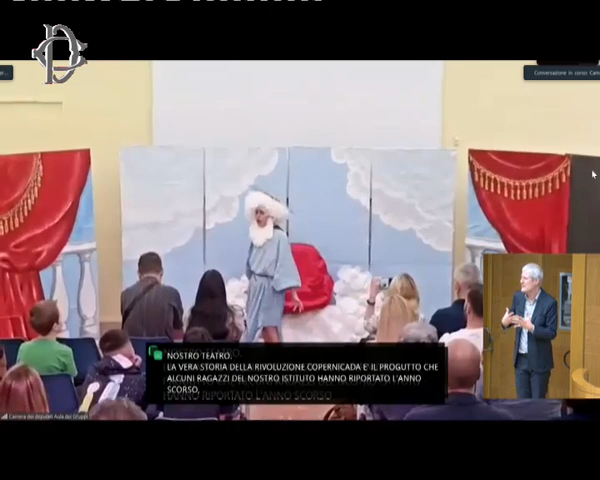 Conversazione in corso: Cam
NOSTRO TEATRO.
LA VERA STORIA DELLA RIVOLUZIONE COPERNICADA E' IL PROGUTTO CHE
ALCUNI RAGAZZI DEL NOSTRO ISTITUTO HANNO RIPORTATO L'ANNO
SCORSO.
HANNO RIPORTATO L'ANNO SCORSO
Camera dei deputati Aula dei Gruppi